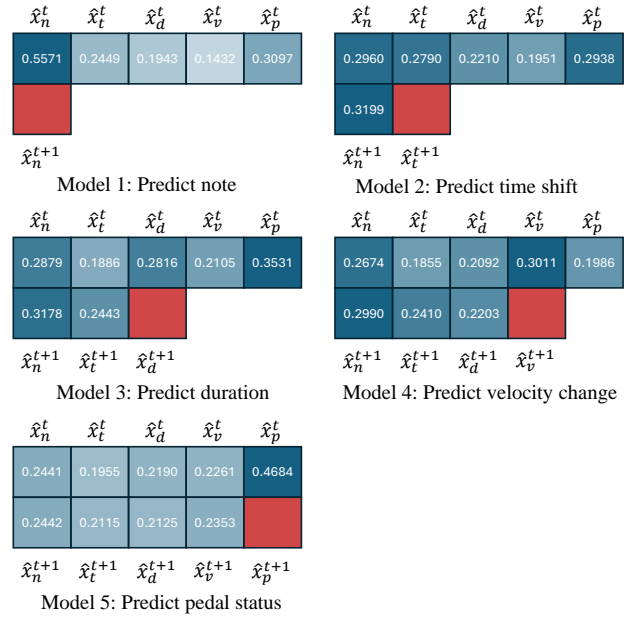 x̂ₙᵗ x̂ₜᵗ x̂_dᵗ x̂ᵥᵗ x̂ₚᵗ
0.5571 0.2449 0.1943 0.1432 0.3097
x̂ₙᵗ⁺¹
Model 1: Predict note
x̂ₙᵗ x̂ₜᵗ x̂_dᵗ x̂ᵥᵗ x̂ₚᵗ
0.2960 0.2790 0.2210 0.1951 0.2938
0.3199
x̂ₙᵗ⁺¹ x̂ₜᵗ⁺¹
Model 2: Predict time shift
x̂ₙᵗ x̂ₜᵗ x̂_dᵗ x̂ᵥᵗ x̂ₚᵗ
0.2879 0.1886 0.2816 0.2105 0.3531
0.3178 0.2443
x̂ₙᵗ⁺¹ x̂ₜᵗ⁺¹ x̂_dᵗ⁺¹
Model 3: Predict duration
x̂ₙᵗ x̂ₜᵗ x̂_dᵗ x̂ᵥᵗ x̂ₚᵗ
0.2674 0.1855 0.2092 0.3011 0.1986
0.2990 0.2410 0.2203
x̂ₙᵗ⁺¹ x̂ₜᵗ⁺¹ x̂_dᵗ⁺¹ x̂ᵥᵗ⁺¹
Model 4: Predict velocity change
x̂ₙᵗ x̂ₜᵗ x̂_dᵗ x̂ᵥᵗ x̂ₚᵗ
0.2441 0.1955 0.2190 0.2261 0.4684
0.2442 0.2115 0.2125 0.2353
x̂ₙᵗ⁺¹ x̂ₜᵗ⁺¹ x̂_dᵗ⁺¹ x̂ᵥᵗ⁺¹ x̂ₚᵗ⁺¹
Model 5: Predict pedal status